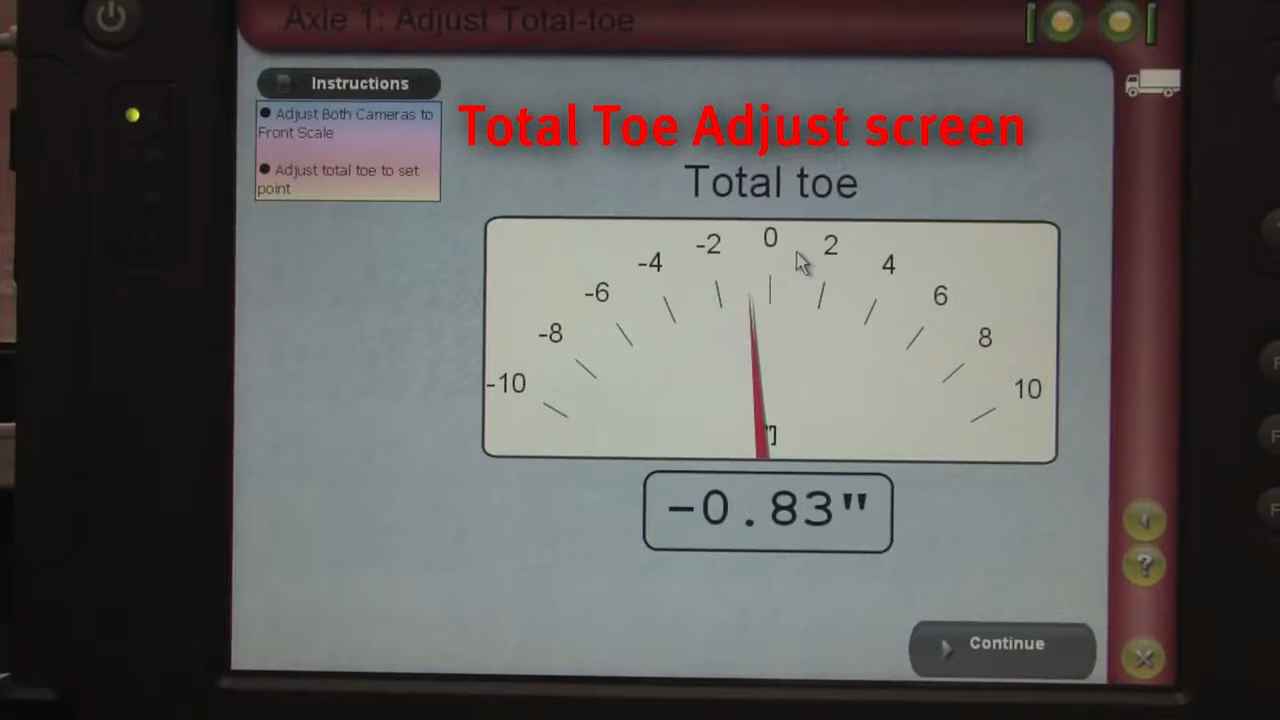 Axle 1: Adjust Total-toe
Instructions
Adjust Both Cameras to
Front Scale
Adjust total toe to set
point
Total Toe Adjust screen
Total toe
-10
-8
-6
-4
-2
0
2
4
6
8
10
"]
-0.83"
?
Continue